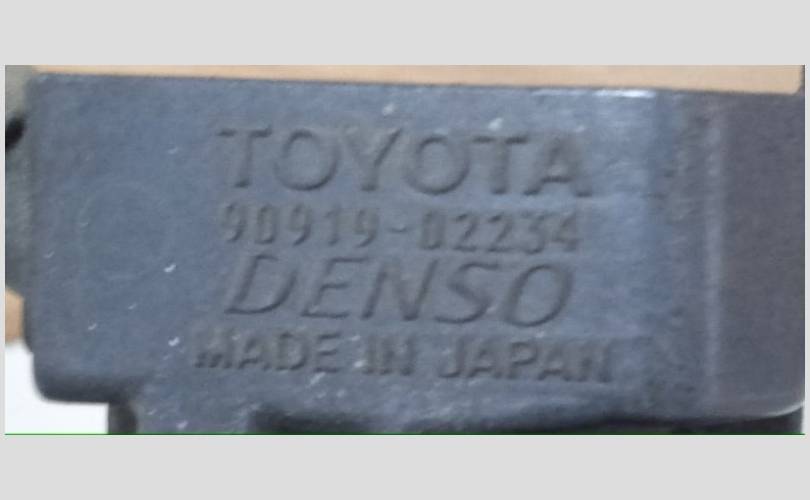 TOYOTA
90919-02234
DENSO
MADE IN JAPAN